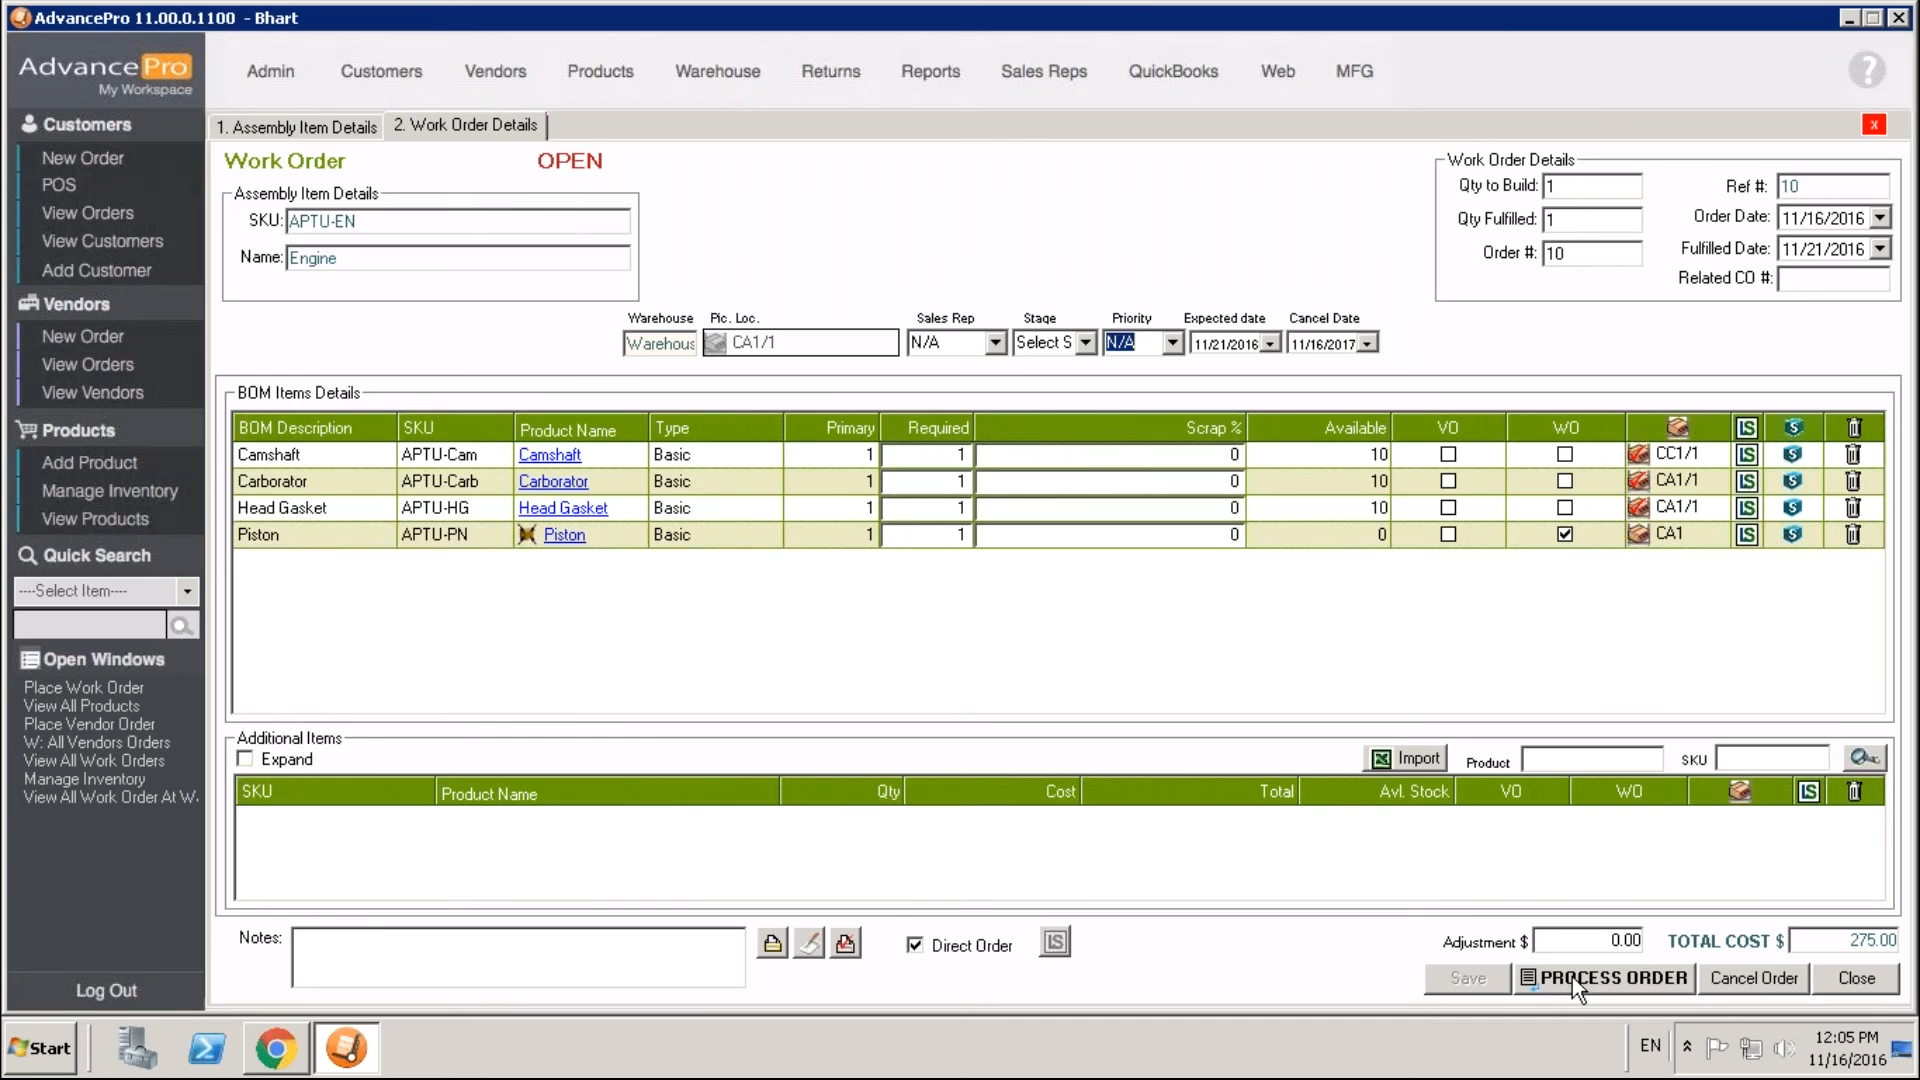 AdvancePro 11.00.0.1100 - Bhart
AdvancePro
My Workspace
Admin Customers Vendors Products Warehouse Returns Reports Sales Reps QuickBooks Web MFG
?
Customers
New Order
POS
View Orders
View Customers
Add Customer
Vendors
New Order
View Orders
View Vendors
Products
Add Product
Manage Inventory
View Products
Quick Search
----Select Item----
Open Windows
Place Work Order
View All Products
Place Vendor Order
W: All Vendors Orders
View All Work Orders
Manage Inventory
View All Work Order At W.
Log Out
1. Assembly Item Details 2. Work Order Details x
Work Order OPEN
Assembly Item Details
SKU: APTU-EN
Name: Engine
Work Order Details
Qty to Build: 1 Ref #: 10
Qty Fulfilled: 1 Order Date: 11/16/2016
Order #: 10 Fulfilled Date: 11/21/2016
Related CO #:
Warehouse Pic. Loc. Sales Rep Stage Priority Expected date Cancel Date
Warehous CA1/1 N/A Select S N/A 11/21/2016 11/16/2017
BOM Items Details
BOM Description SKU Product Name Type Primary Required Scrap % Available VO WO LS S
Camshaft APTU-Cam Camshaft Basic 1 1 0 10 CC1/1 LS S
Carborator APTU-Carb Carborator Basic 1 1 0 10 CA1/1 LS S
Head Gasket APTU-HG Head Gasket Basic 1 1 0 10 CA1/1 LS S
Piston APTU-PN Piston Basic 1 1 0 0 CA1 LS S
Additional Items
Expand Import Product SKU
SKU Product Name Qty Cost Total Avl. Stock VO WO LS
Notes: Direct Order LS Adjustment $ 0.00 TOTAL COST $ 275.00
Save PROCESS ORDER Cancel Order Close
Start EN 12:05 PM
11/16/2016